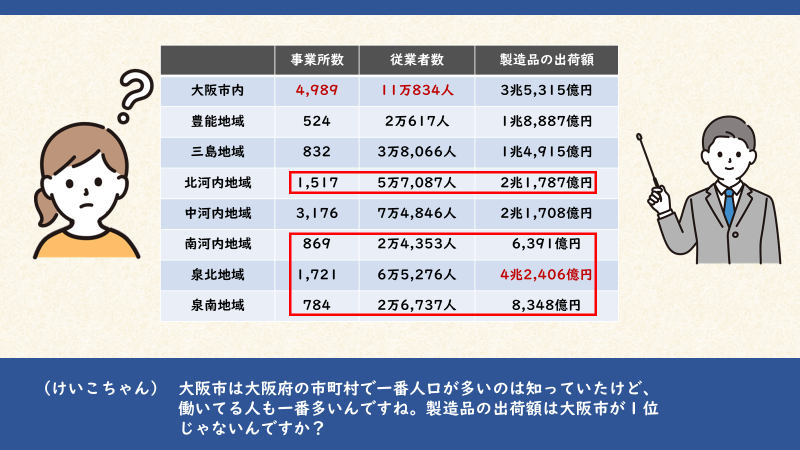 ?
事業所数 従業者数 製造品の出荷額
大阪市内 4,989 11万834人 3兆5,315億円
豊能地域 524 2万617人 1兆8,887億円
三島地域 832 3万8,066人 1兆4,915億円
北河内地域 1,517 5万7,087人 2兆1,787億円
中河内地域 3,176 7万4,846人 2兆1,708億円
南河内地域 869 2万4,353人 6,391億円
泉北地域 1,721 6万5,276人 4兆2,406億円
泉南地域 784 2万6,737人 8,348億円
（けいこちゃん） 大阪市は大阪府の市町村で一番人口が多いのは知っていたけど、
働いてる人も一番多いんですね。製造品の出荷額は大阪市が１位
じゃないんですか？